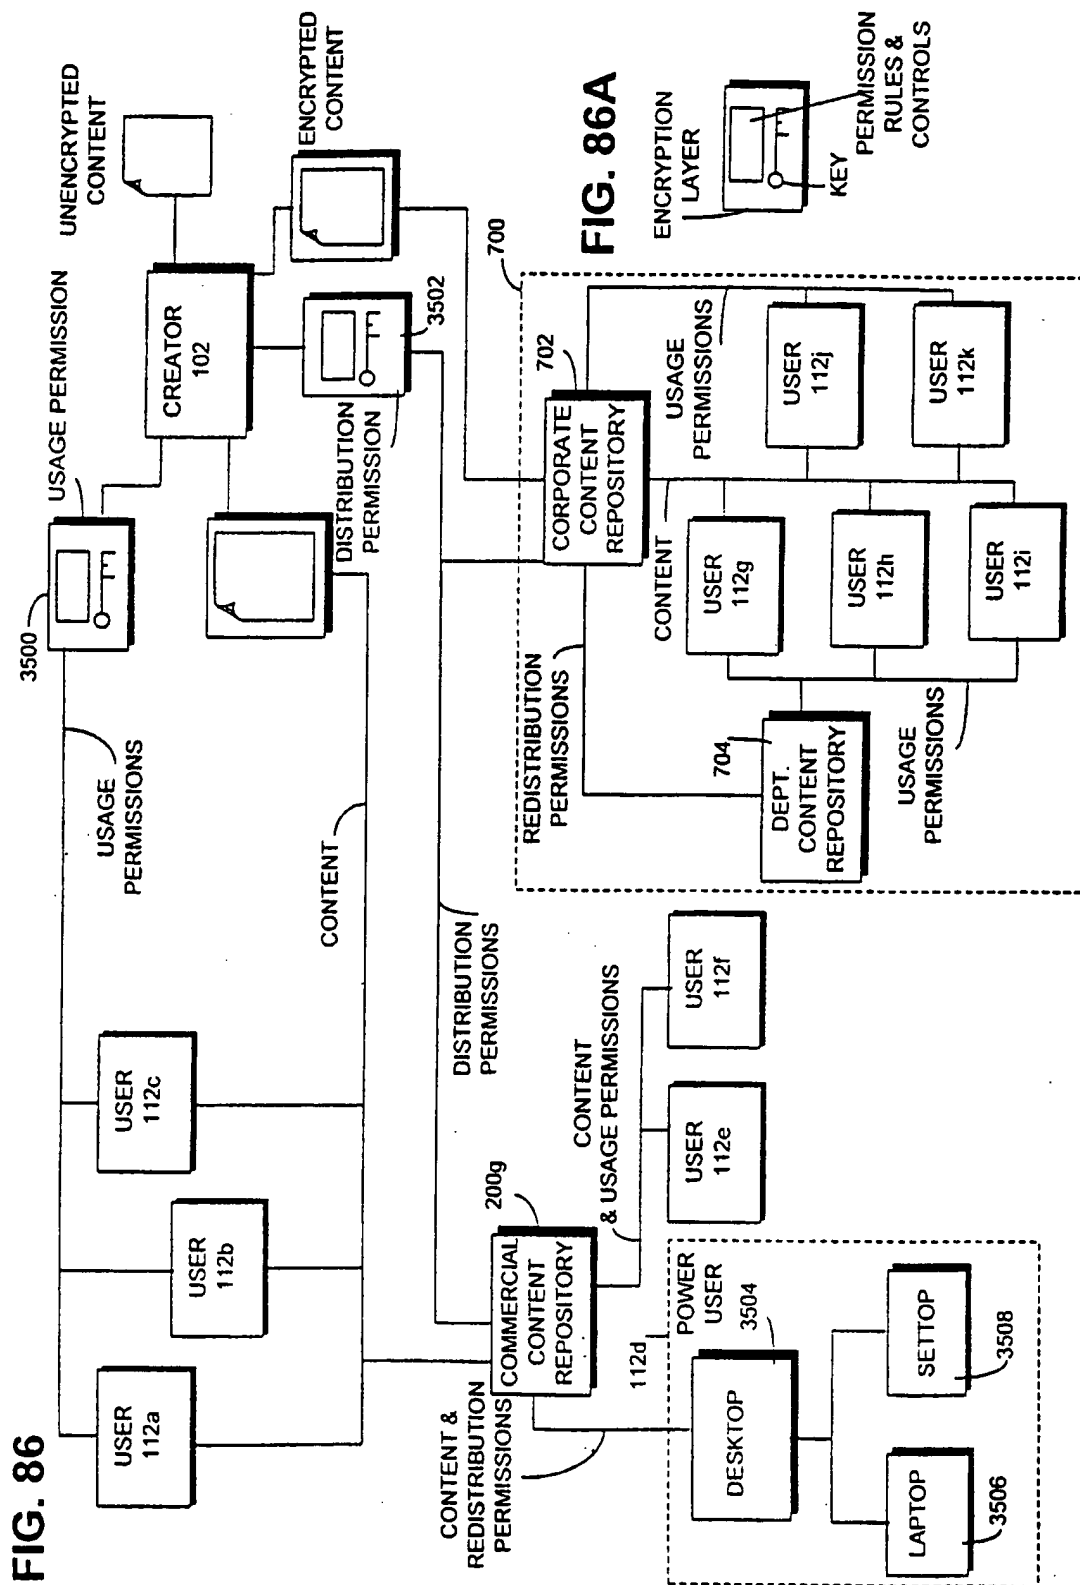 FIG. 86
USER
112a
USER
112b
USER
112c
USAGE
PERMISSIONS
3500
USAGE PERMISSION
CREATOR
102
UNENCRYPTED
CONTENT
ENCRYPTED
CONTENT
CONTENT
DISTRIBUTION
PERMISSION
3502
DISTRIBUTION
PERMISSIONS
CONTENT &
REDISTRIBUTION
PERMISSIONS
COMMERCIAL
CONTENT
REPOSITORY
200g
CONTENT
& USAGE PERMISSIONS
USER
112e
USER
112f
112d
POWER
USER
3504
DESKTOP
LAPTOP
3506
SETTOP
3508
700
702
CORPORATE
CONTENT
REPOSITORY
REDISTRIBUTION
PERMISSIONS
704
DEPT.
CONTENT
REPOSITORY
CONTENT
USAGE
PERMISSIONS
USER
112g
USER
112h
USER
112i
USER
112j
USER
112k
USAGE
PERMISSIONS
FIG. 86A
ENCRYPTION
LAYER
KEY
PERMISSION
RULES &
CONTROLS